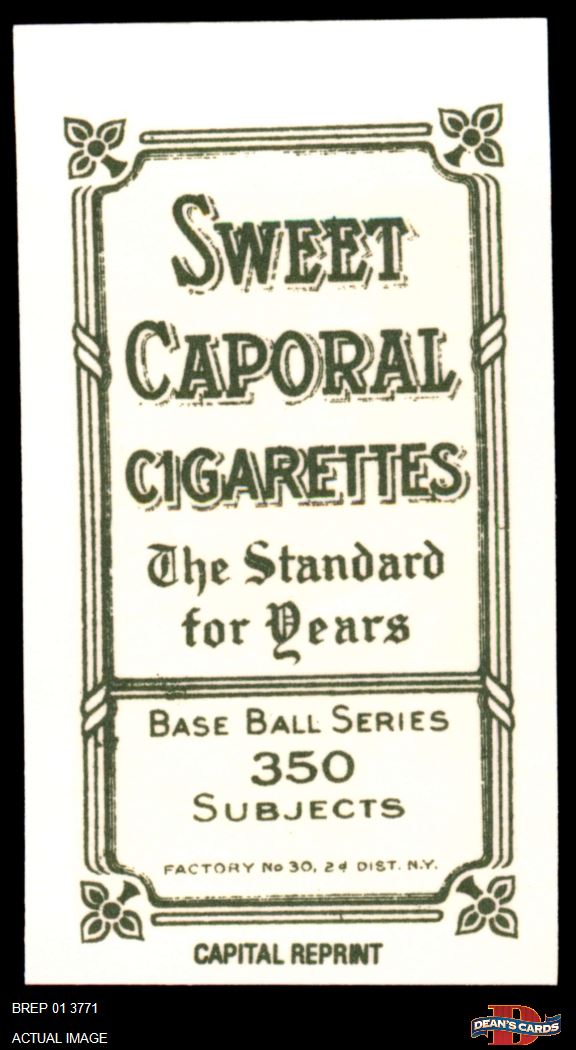 SWEET
CAPORAL
CIGARETTES
The Standard
for Years
BASE BALL SERIES
350
SUBJECTS
FACTORY No 30, 2d DIST. N.Y.
CAPITAL REPRINT
BREP 01 3771
ACTUAL IMAGE
D
DEAN'S CARDS